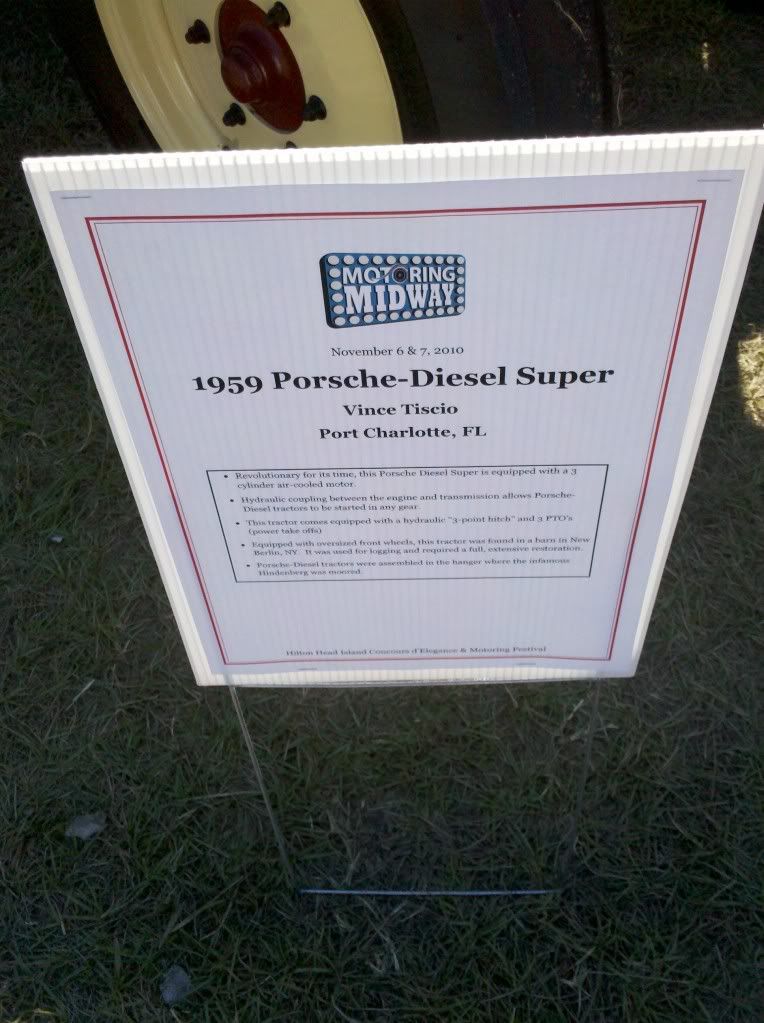 MOTORING
MIDWAY
November 6 & 7, 2010
1959 Porsche-Diesel Super
Vince Tiscio
Port Charlotte, FL
• Revolutionary for its time, this Porsche Diesel Super is equipped with a 3
cylinder air-cooled motor.
• Hydraulic coupling between the engine and transmission allows Porsche-
Diesel tractors to be started in any gear.
• This tractor comes equipped with a hydraulic "3-point hitch" and 3 PTO's
(power take offs)
• Equipped with oversized front wheels, this tractor was found in a barn in New
Berlin, NY. It was used for logging and required a full, extensive restoration.
• Porsche-Diesel tractors were assembled in the hanger where the infamous
Hindenberg was moored.
Hilton Head Island Concours d'Elegance & Motoring Festival